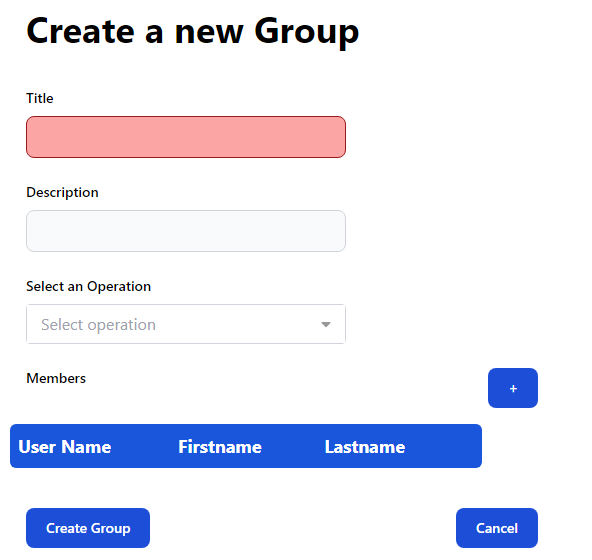 Create a new Group
Title
Description
Select an Operation
Select operation
Members
+
User Name Firstname Lastname
Create Group Cancel